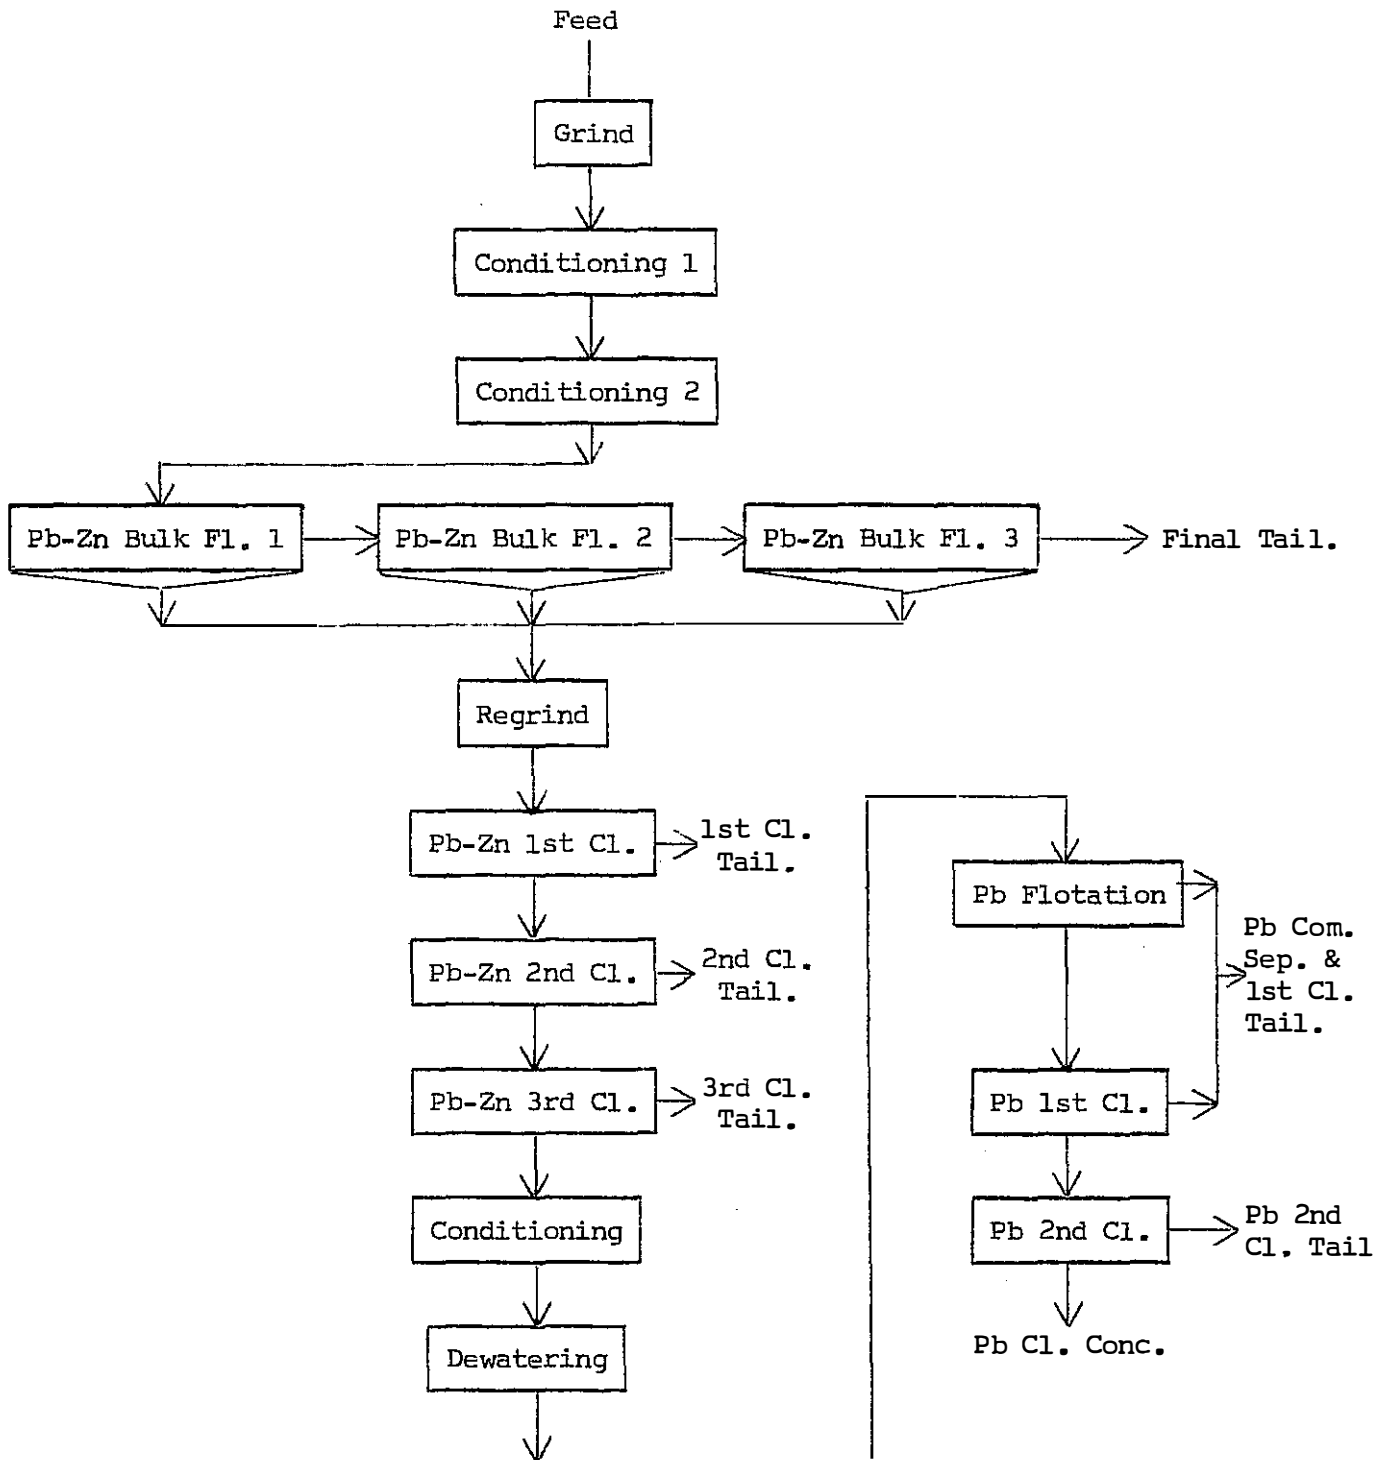 Feed
Grind
Conditioning 1
Conditioning 2
Pb-Zn Bulk Fl. 1
Pb-Zn Bulk Fl. 2
Pb-Zn Bulk Fl. 3
Final Tail.
Regrind
Pb-Zn 1st Cl.
1st Cl.
Tail.
Pb-Zn 2nd Cl.
2nd Cl.
Tail.
Pb-Zn 3rd Cl.
3rd Cl.
Tail.
Conditioning
Dewatering
Pb Flotation
Pb Com.
Sep. &
1st Cl.
Tail.
Pb 1st Cl.
Pb 2nd Cl.
Pb 2nd
Cl. Tail
Pb Cl. Conc.